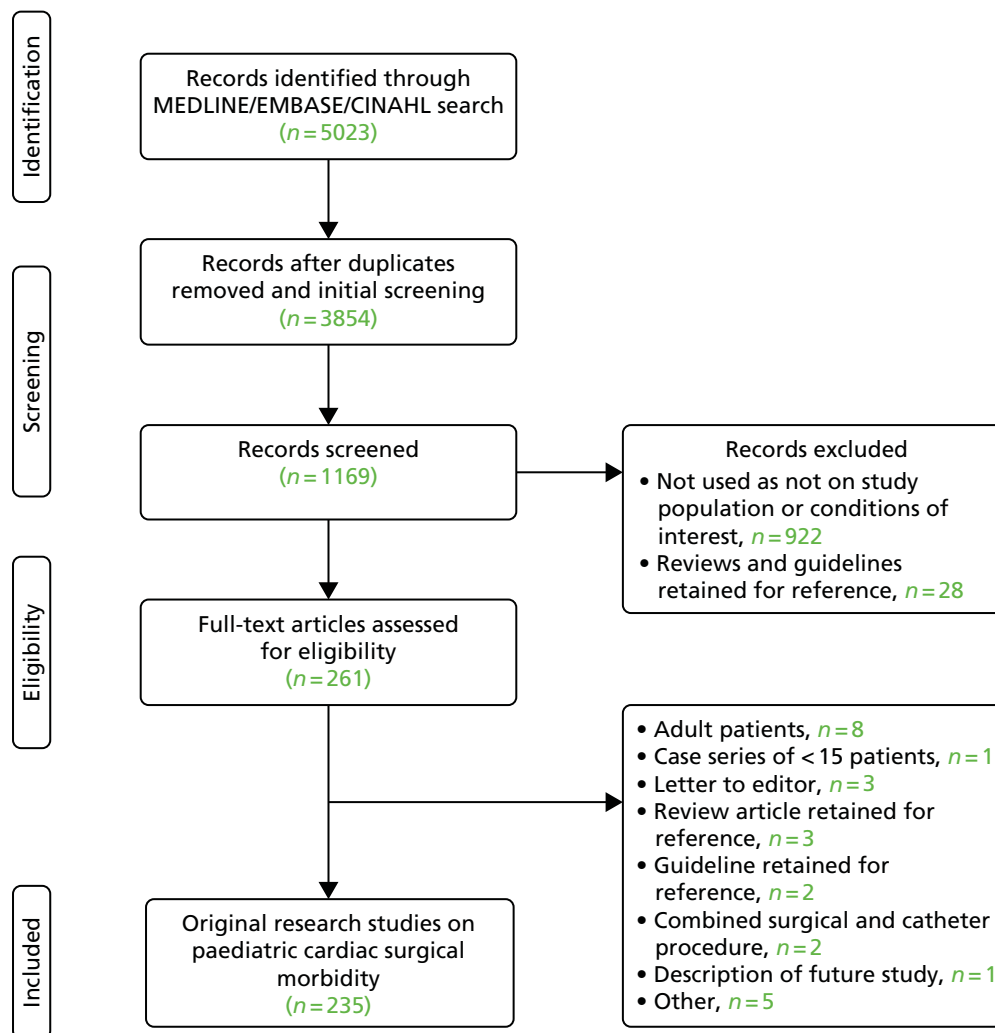 Identification
Records identified through
MEDLINE/EMBASE/CINAHL search
(n=5023)
Screening
Records after duplicates
removed and initial screening
(n=3854)
Records screened
(n=1169)
Records excluded
• Not used as not on study
population or conditions of
interest, n=922
• Reviews and guidelines
retained for reference, n=28
Eligibility
Full-text articles assessed
for eligibility
(n=261)
• Adult patients, n=8
• Case series of <15 patients, n=1
• Letter to editor, n=3
• Review article retained for
reference, n=3
• Guideline retained for
reference, n=2
• Combined surgical and catheter
procedure, n=2
• Description of future study, n=1
• Other, n=5
Included
Original research studies on
paediatric cardiac surgical
morbidity
(n=235)